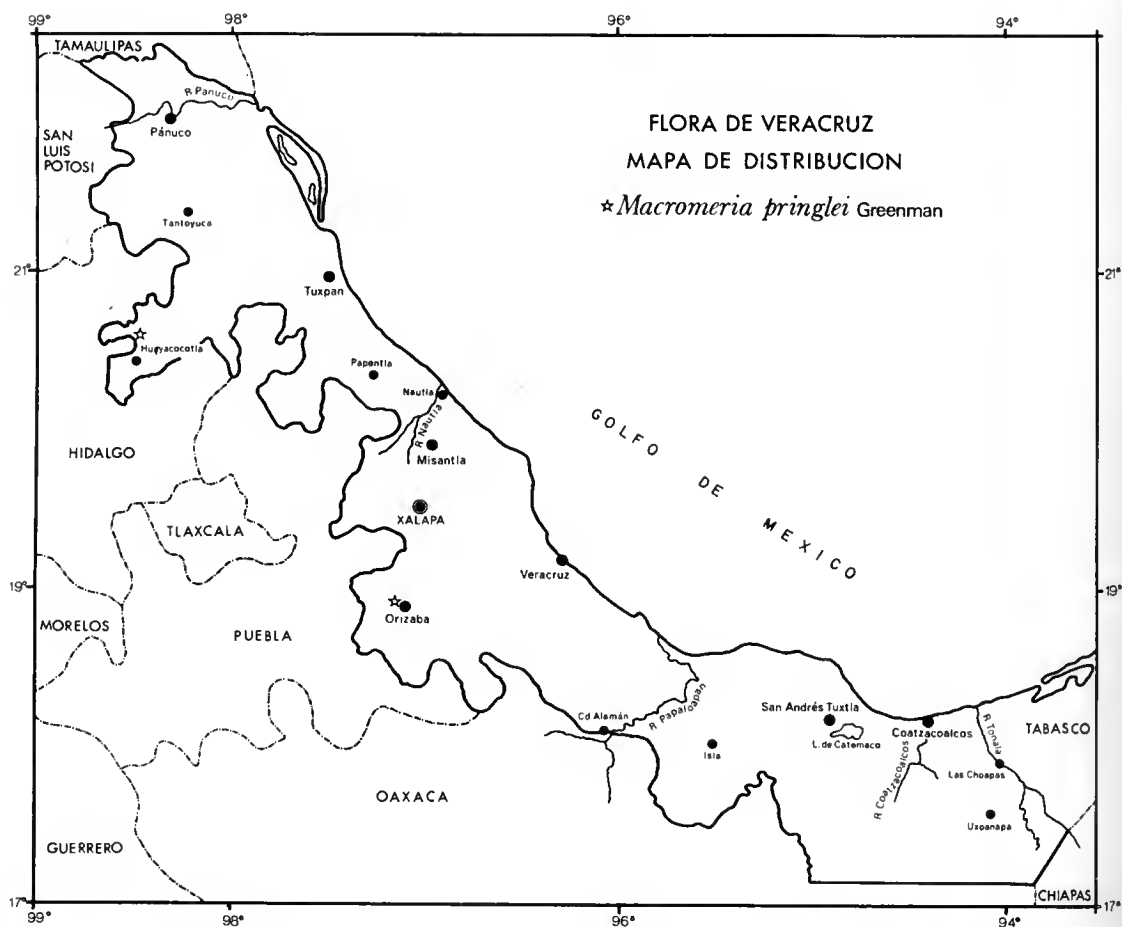 99° 98° 96° 94°
TAMAULIPAS
R Panuco
Pánuco
SAN
LUIS
POTOSI
FLORA DE VERACRUZ
MAPA DE DISTRIBUCION
☆Macromeria pringlei Greenman
Tantoyuca
21° 21°
Tuxpan
Huayacocotla
Papantla
Nautla
R Nautla
Misantla
GOLFO DE MEXICO
HIDALGO
XALAPA
TLAXCALA
Veracruz
19° 19°
Orizaba
MORELOS
PUEBLA
R Papaloapan
Cd Alemán
San Andrés Tuxtla
L. de Catemaco
Isla
Coatzacoalcos
R Coatzacoalcos
R Tonala
TABASCO
Las Choapas
OAXACA
Uxpanapa
GUERRERO
CHIAPAS
17° 17°
99° 98° 96° 94°